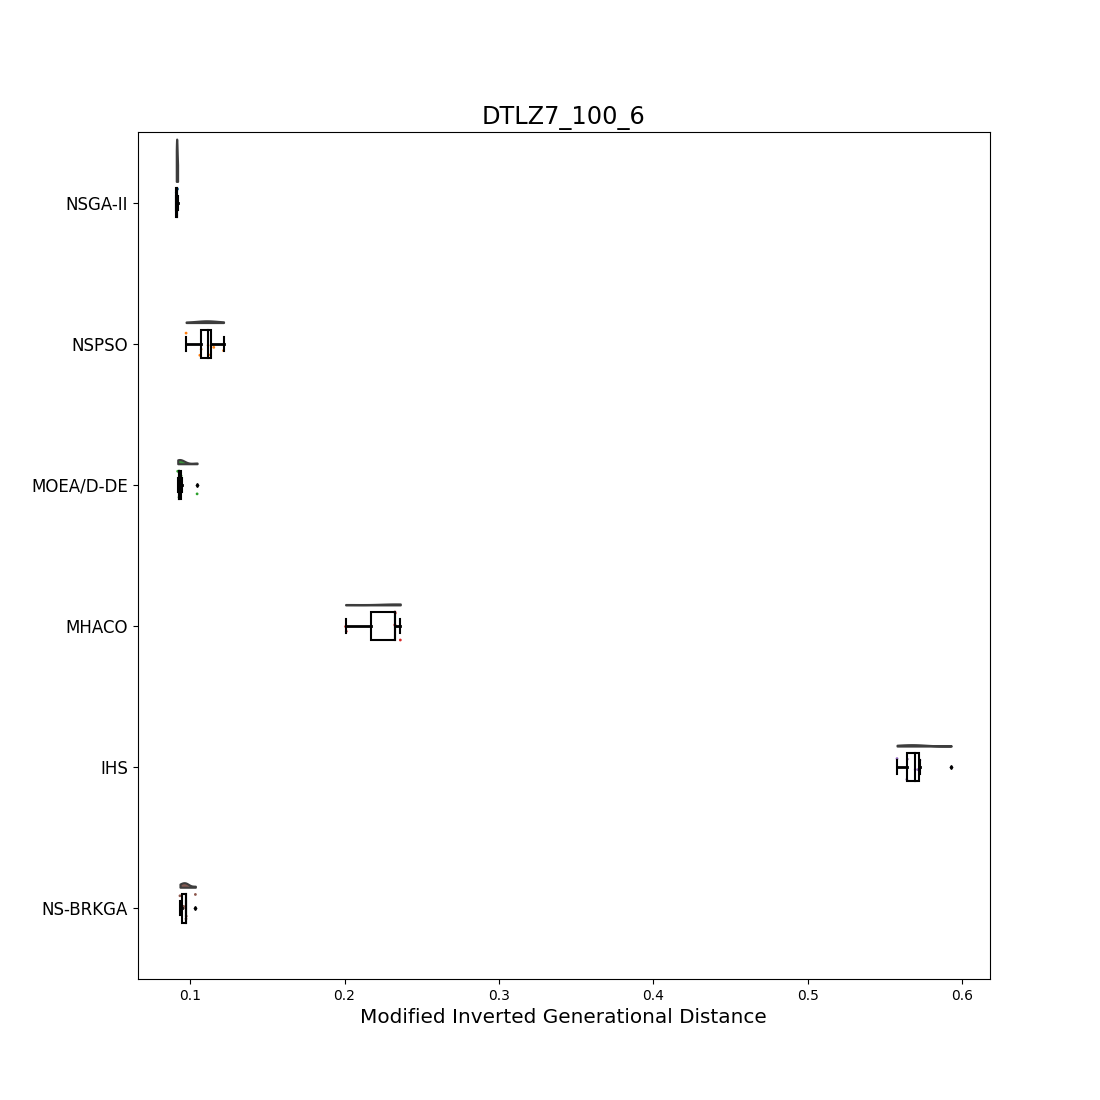 DTLZ7_100_6
NSGA-II
NSPSO
MOEA/D-DE
MHACO
IHS
NS-BRKGA
0.1 0.2 0.3 0.4 0.5 0.6
Modified Inverted Generational Distance